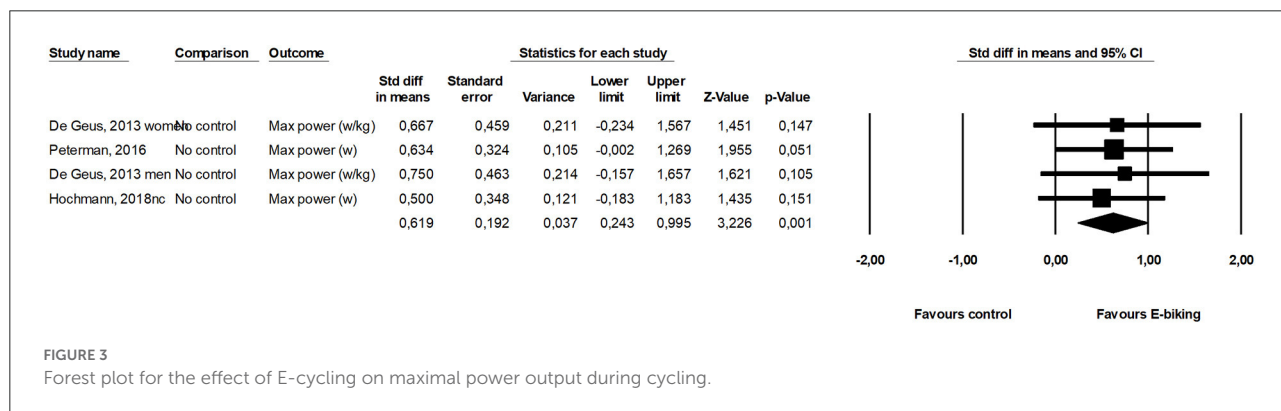 Study name Comparison Outcome Statistics for each study Std diff in means and 95% CI
Std diff in means Standard error Variance Lower limit Upper limit Z-Value p-Value
De Geus, 2013 women No control Max power (w/kg) 0,667 0,459 0,211 -0,234 1,567 1,451 0,147
Peterman, 2016 No control Max power (w) 0,634 0,324 0,105 -0,002 1,269 1,955 0,051
De Geus, 2013 men No control Max power (w/kg) 0,750 0,463 0,214 -0,157 1,657 1,621 0,105
Hochmann, 2018nc No control Max power (w) 0,500 0,348 0,121 -0,183 1,183 1,435 0,151
0,619 0,192 0,037 0,243 0,995 3,226 0,001
-2,00 -1,00 0,00 1,00 2,00
Favours control Favours E-biking
FIGURE 3
Forest plot for the effect of E-cycling on maximal power output during cycling.